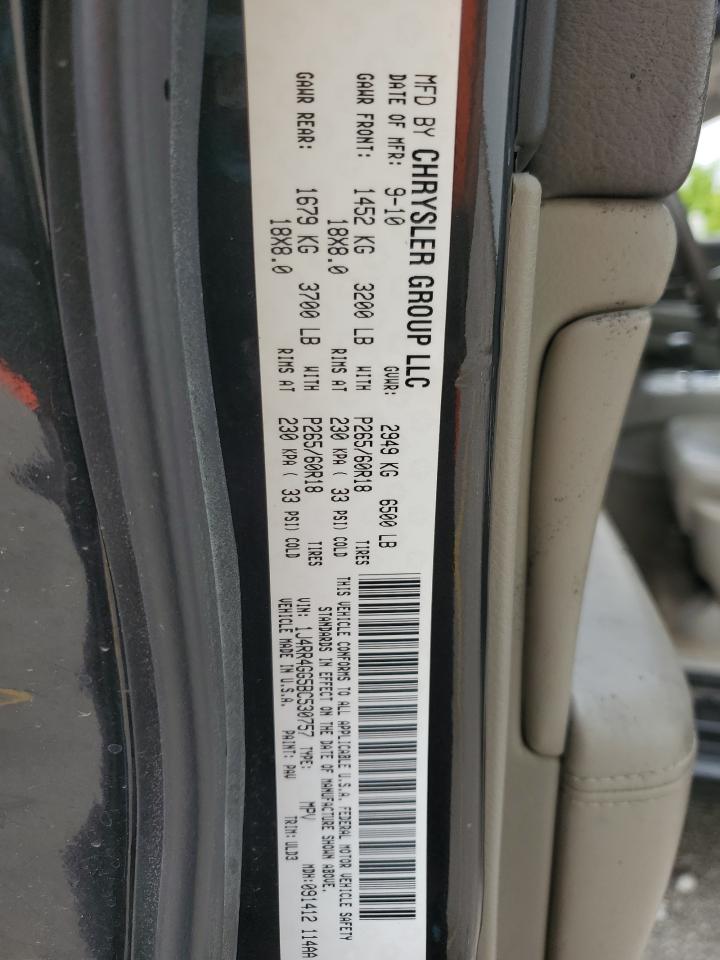 MFD BY CHRYSLER GROUP LLC
DATE OF MFR: 9-10 GVWR: 2949 KG 6500 LB
GAWR FRONT: 1452 KG 3200 LB WITH P265/60R18 TIRES
18X8.0 RIMS AT 230 KPA ( 33 PSI) COLD
GAWR REAR: 1679 KG 3700 LB WITH P265/60R18 TIRES
18X8.0 RIMS AT 230 KPA ( 33 PSI) COLD
THIS VEHICLE CONFORMS TO ALL APPLICABLE U.S.A. FEDERAL MOTOR VEHICLE SAFETY
STANDARDS IN EFFECT ON THE DATE OF MANUFACTURE SHOWN ABOVE.
VIN: 1J4RR4GG5BC530757 TYPE: MPV MDH:091412 114AA
VEHICLE MADE IN U.S.A. PAINT: PAV TRIM: ULD3